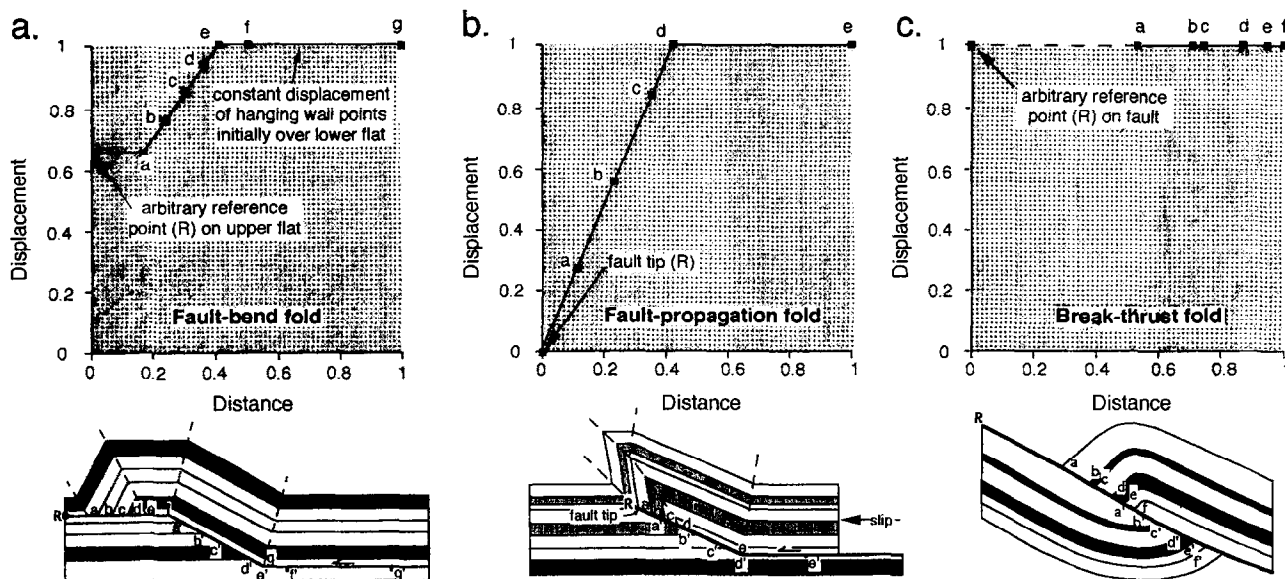 a.
Displacement
1
0.8
0.6
0.4
0.2
0
a
b
c
d
e
f
g
constant displacement
of hanging wall points
initially over lower flat
arbitrary reference
point (R) on upper flat
Fault-bend fold
0
0.2
0.4
0.6
0.8
1
Distance
R
a b c d e f
b'
c'
g
d'
e'
'f'
'g'
b.
Displacement
1
0.8
0.6
0.4
0.2
0
a
b
c
d
e
fault tip (R)
Fault-propagation fold
0
0.2
0.4
0.6
0.8
1
Distance
R
fault tip
a
c
d
a'
b'
c'
e
d'
e'
slip
c.
Displacement
1
0.8
0.6
0.4
0.2
0
a
b c
d
e
f
arbitrary reference
point (R) on fault
Break-thrust fold
0
0.2
0.4
0.6
0.8
1
Distance
R
a
b
c
d
e
f
a'
b'
c'
d'
e'
f'